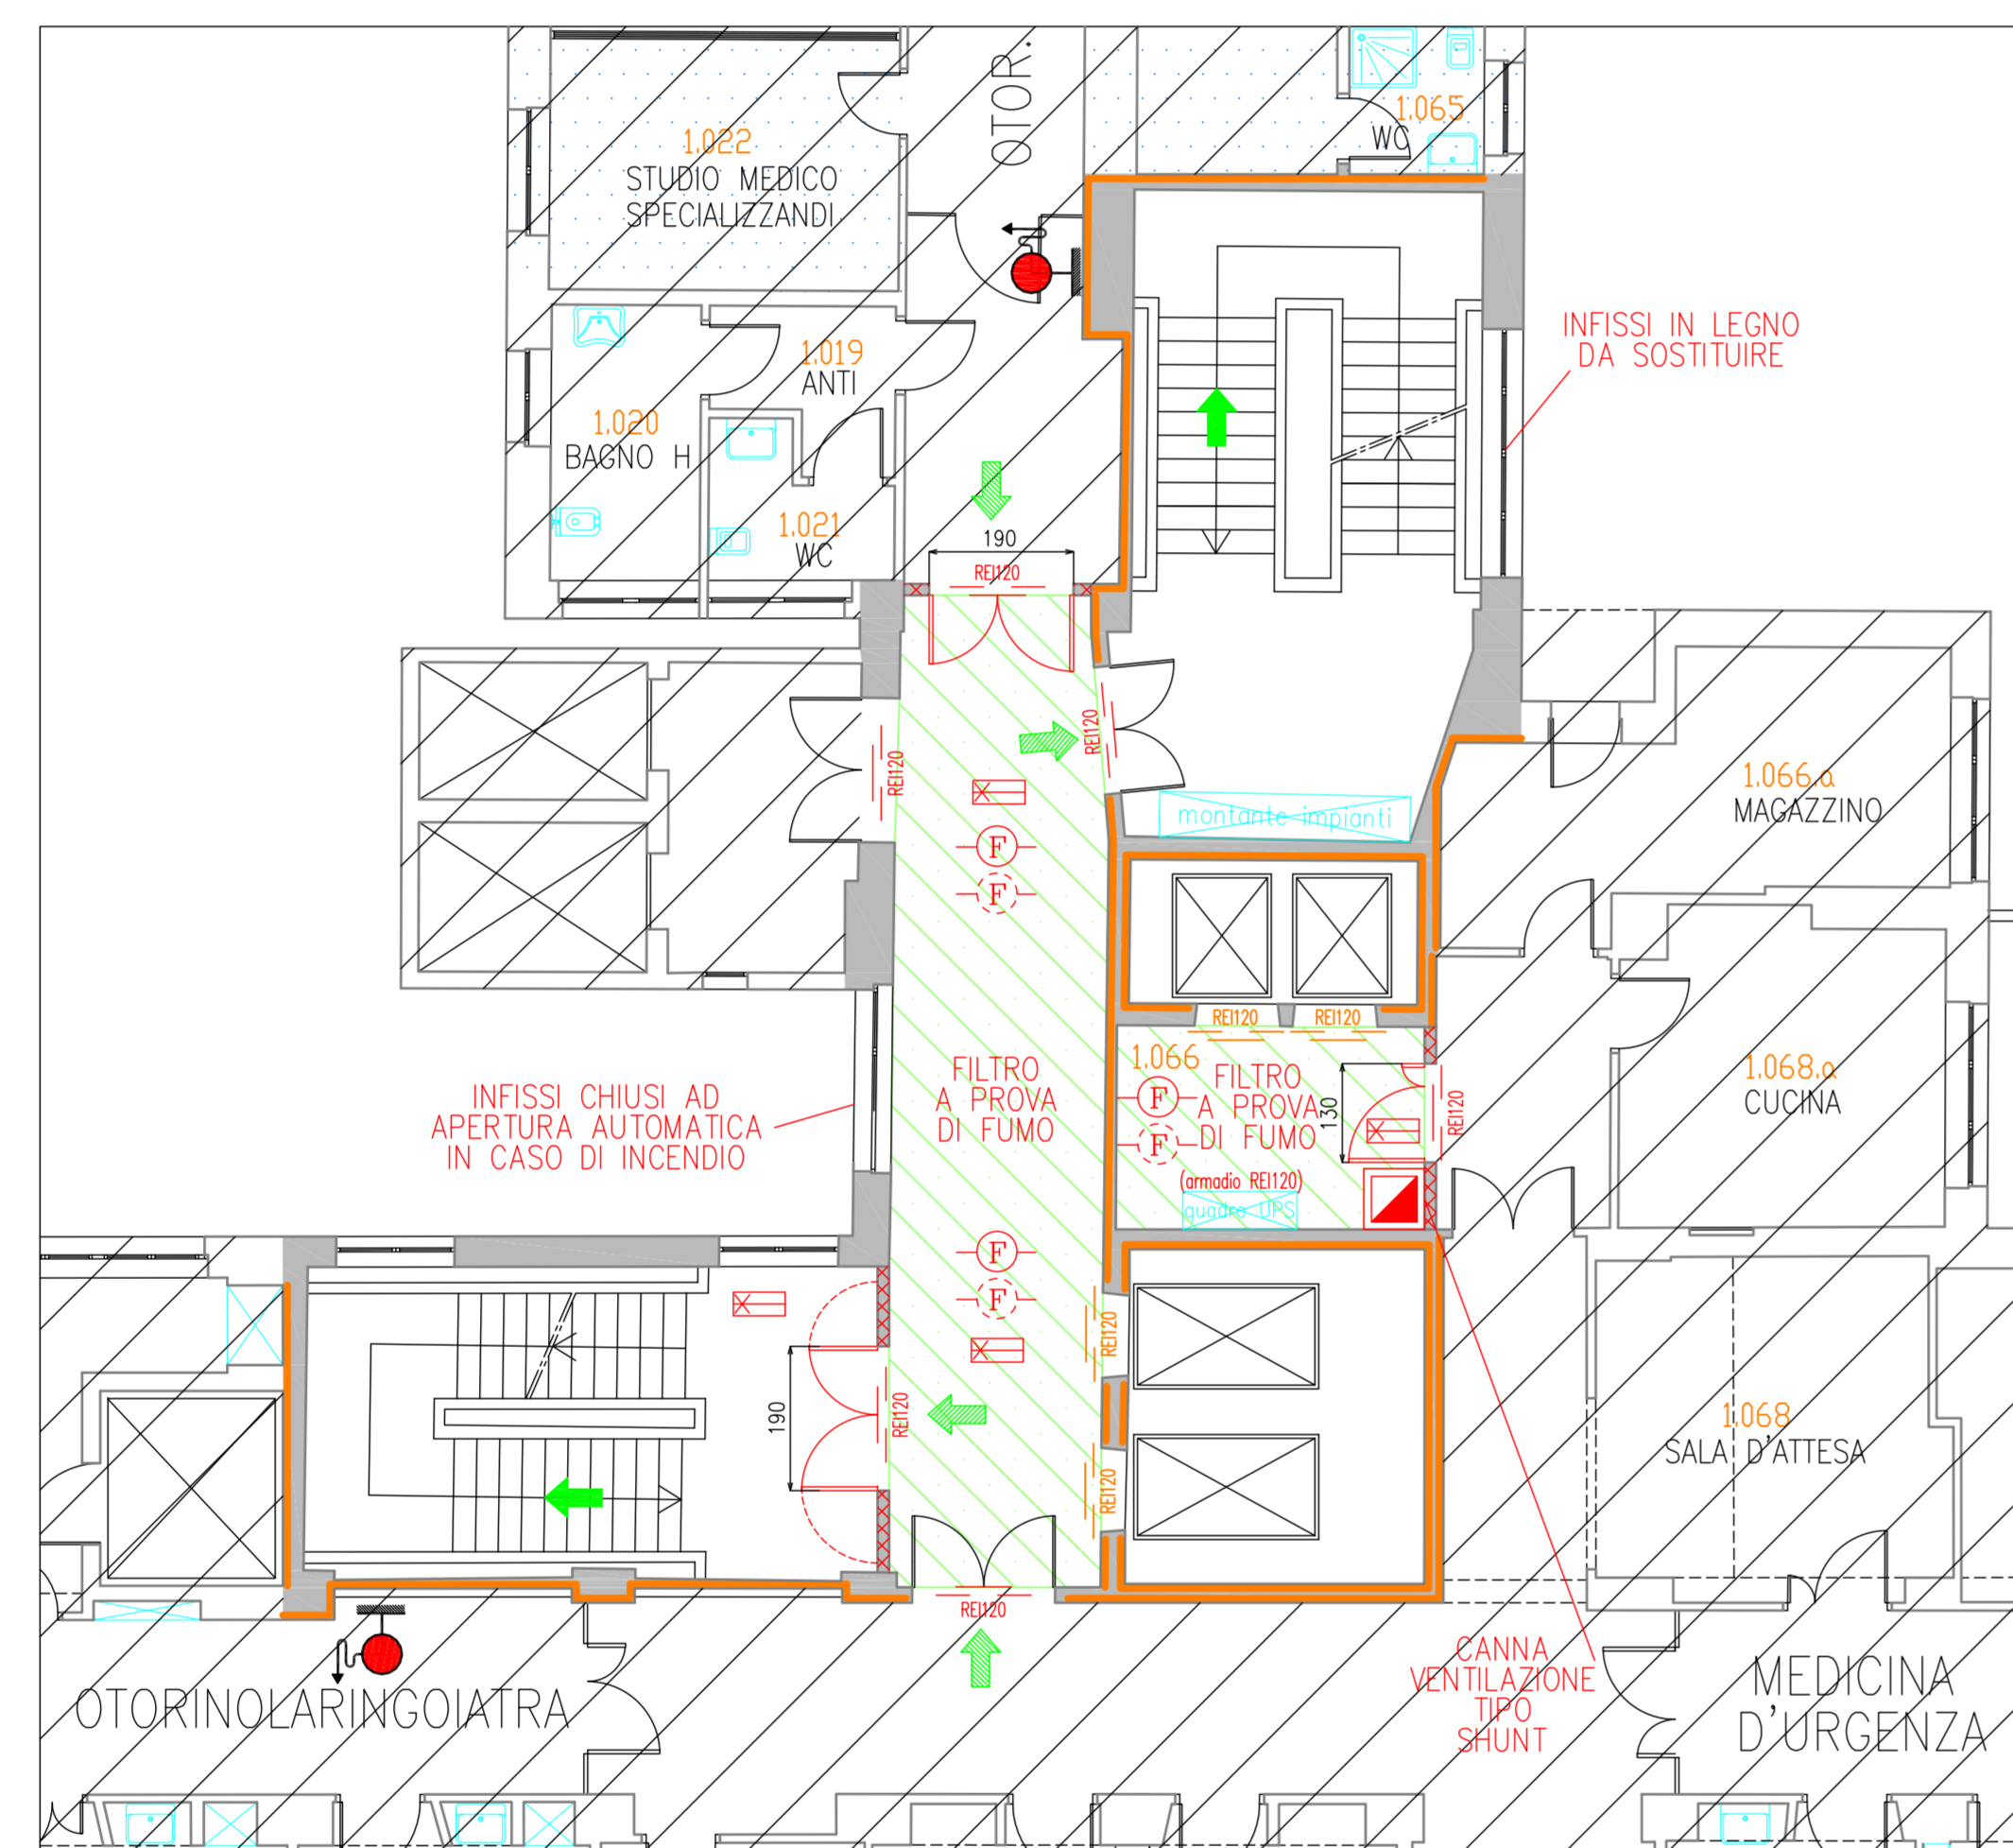 OTOR.
1.065
WC
1.022
STUDIO MEDICO
SPECIALIZZANDI
INFISSI IN LEGNO
DA SOSTITUIRE
1.019
ANTI
1.020
BAGNO H
1.021
WC
190
REI120
REI120
REI120
1.066.a
MAGAZZINO
montante impianti
F
F
REI120
REI120
1.066
FILTRO
A PROVA
DI FUMO
FILTRO
A PROVA
DI FUMO
F
F
130
REI120
(armadio REI120)
quadro UPS
1.068.a
CUCINA
INFISSI CHIUSI AD
APERTURA AUTOMATICA
IN CASO DI INCENDIO
F
F
REI120
190
REI120
REI120
1.068
SALA D'ATTESA
REI120
CANNA
VENTILAZIONE
TIPO
SHUNT
OTORINOLARINGOIATRA
MEDICINA
D'URGENZA